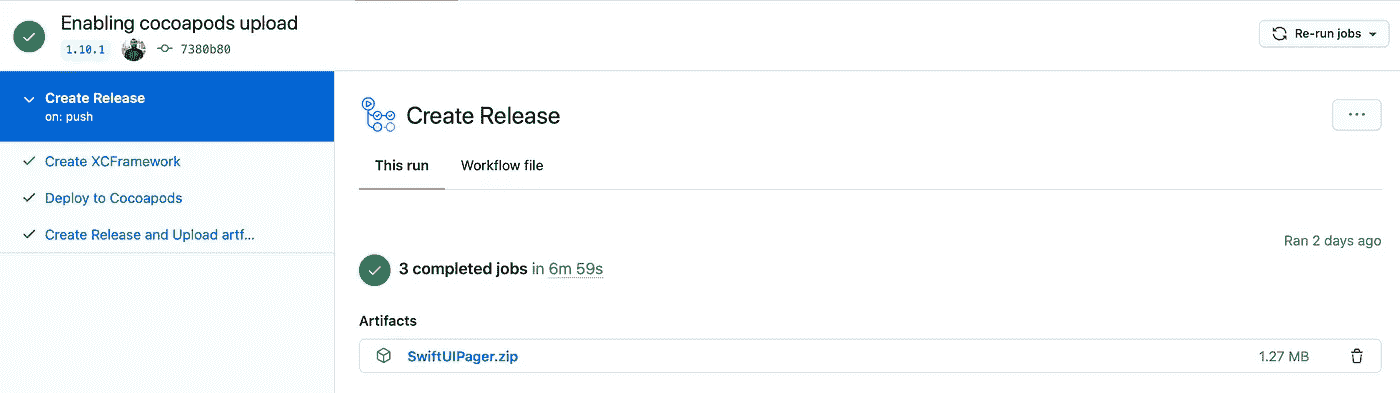 Enabling cocoapods upload
1.10.1 7380b80
Re-run jobs
Create Release
on: push
Create XCFramework
Deploy to Cocoapods
Create Release and Upload artf...
Create Release
...
This run Workflow file
Ran 2 days ago
3 completed jobs in 6m 59s
Artifacts
SwiftUIPager.zip 1.27 MB